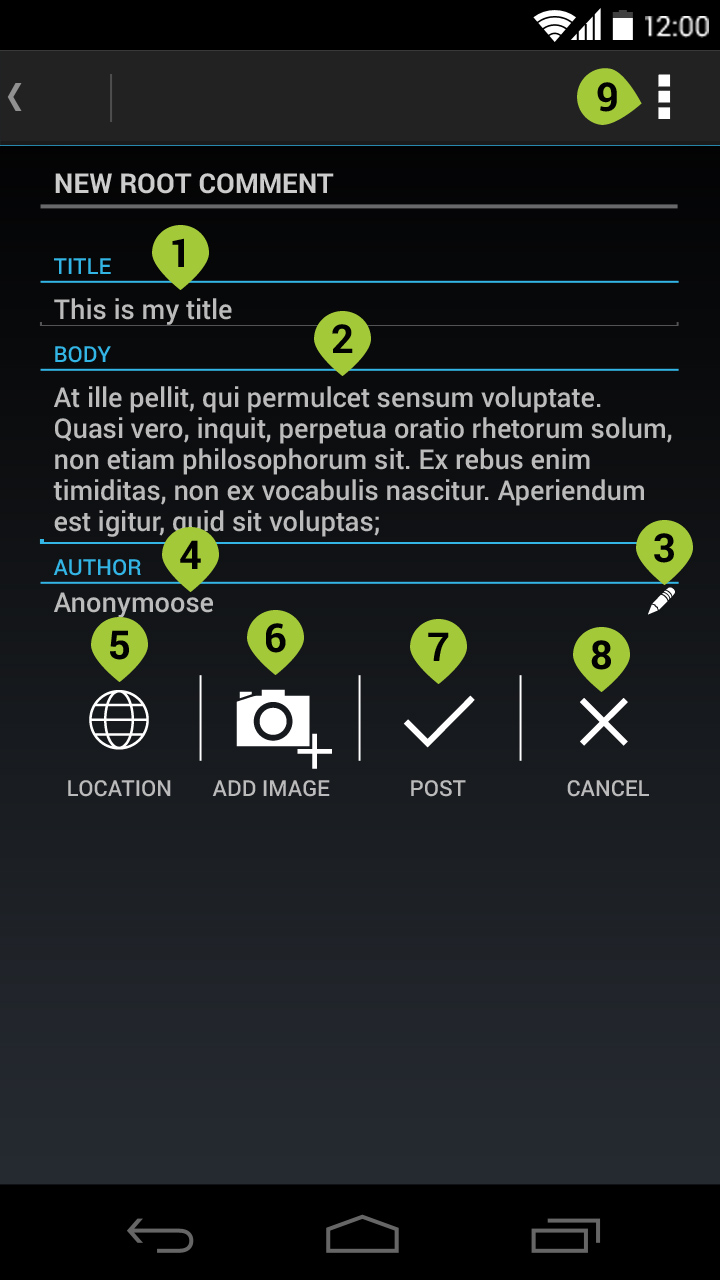 12:00
9
NEW ROOT COMMENT
1
TITLE
This is my title
2
BODY
At ille pellit, qui permulcet sensum voluptate.
Quasi vero, inquit, perpetua oratio rhetorum solum,
non etiam philosophorum sit. Ex rebus enim
timiditas, non ex vocabulis nascitur. Aperiendum
est igitur, quid sit voluptas;
3
4
AUTHOR
Anonymoose
5
6
7
8
LOCATION
ADD IMAGE
POST
CANCEL